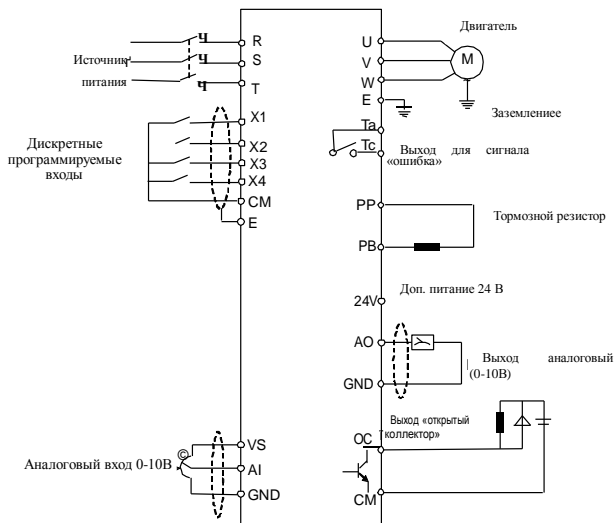 R
Источник
S
питания
T
X1
Дискретные
X2
программируемые
X3
входы
X4
CM
E
VS
Аналоговый вход 0-10В
AI
GND
Двигатель
U
V
M
W
E
Заземлениее
Ta
Tc
Выход для сигнала
«ошибка»
PP
Тормозной резистор
PB
24V
Доп. питание 24 В
AO
Выход аналоговый
(0-10В)
GND
Выход «открытый
коллектор»
OC
CM